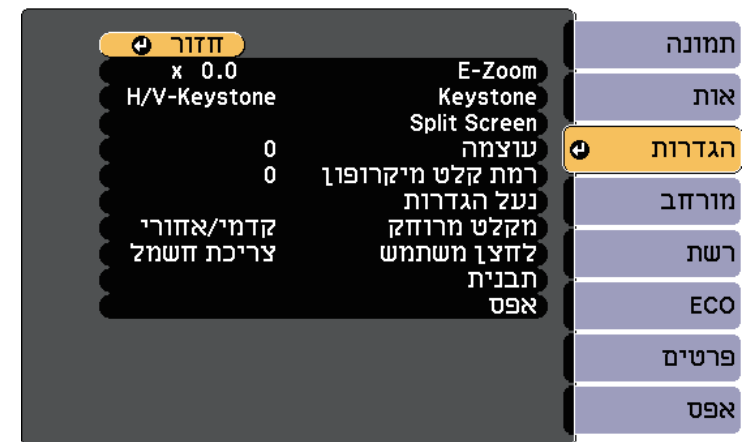 תמונה
אות
הגדרות
מורחב
רשת
ECO
פרטים
אפס
חזור
E-Zoom x 0.0
Keystone H/V-Keystone
Split Screen
עוצמה 0
רמת קלט מיקרופון 0
נעל הגדרות
מקלט מרוחק קדמי/אחורי
לחצן משתמש צריכת חשמל
תבנית
אפס